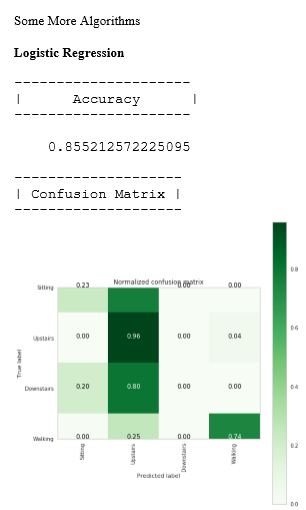 Some More Algorithms
Logistic Regression
---------------------
|      Accuracy      |
---------------------
0.855212572225095
--------------------
| Confusion Matrix |
--------------------
Normalized confusion matrix
Sitting 0.23 0.00 0.00
Upstairs 0.00 0.96 0.00 0.04
Downstairs 0.20 0.80 0.00 0.00
Walking 0.00 0.25 0.00 0.74
True label
Sitting Upstairs Downstairs Walking
Predicted label
0.8
0.6
0.4
0.2
0.0